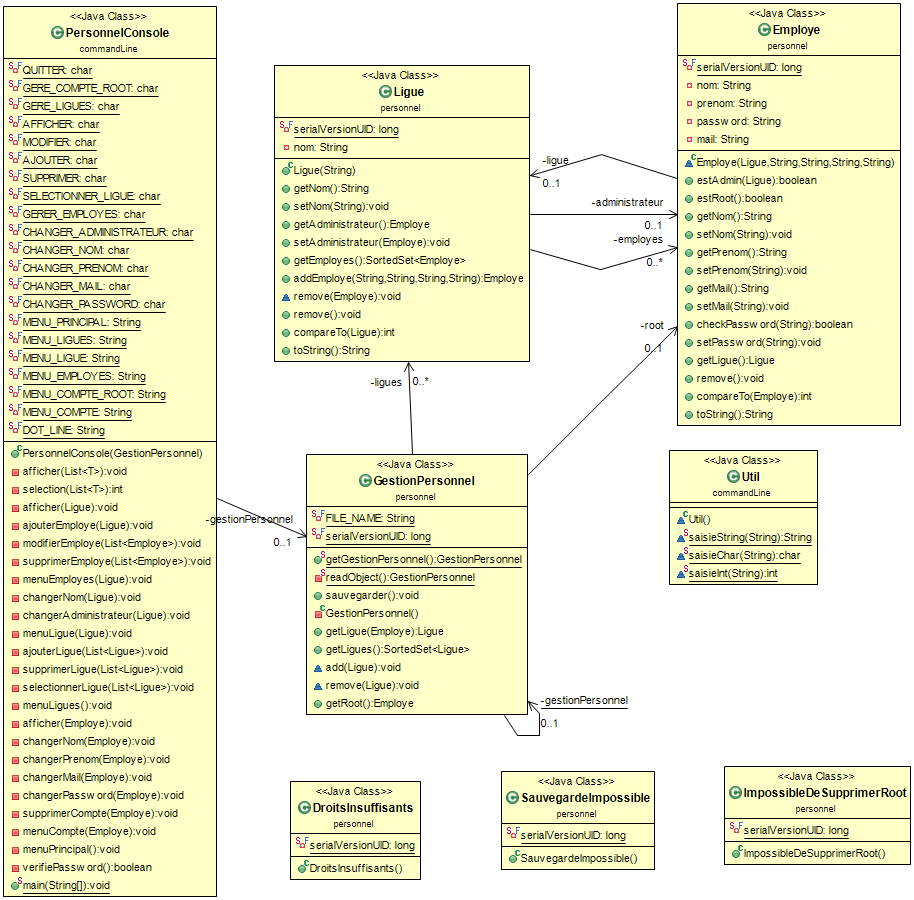 <<Java Class>>
PersonnelConsole
commandLine
QUITTER: char
GERE_COMPTE_ROOT: char
GERE_LIGUES: char
AFFICHER: char
MODIFIER: char
AJOUTER: char
SUPPRIMER: char
SELECTIONNER_LIGUE: char
GERER_EMPLOYES: char
CHANGER_ADMINISTRATEUR: char
CHANGER_NOM: char
CHANGER_PRENOM: char
CHANGER_MAIL: char
CHANGER_PASSWORD: char
MENU_PRINCIPAL: String
MENU_LIGUES: String
MENU_LIGUE: String
MENU_EMPLOYES: String
MENU_COMPTE_ROOT: String
MENU_COMPTE: String
DOT_LINE: String
PersonnelConsole(GestionPersonnel)
afficher(List<T>):void
selection(List<T>):int
afficher(Ligue):void
ajouterEmploye(Ligue):void
modifierEmploye(List<Employe>):void
supprimerEmploye(List<Employe>):void
menuEmployes(Ligue):void
changerNom(Ligue):void
changerAdministrateur(Ligue):void
menuLigue(Ligue):void
ajouterLigue(List<Ligue>):void
supprimerLigue(List<Ligue>):void
selectionnerLigue(List<Ligue>):void
menuLigues():void
afficher(Employe):void
changerNom(Employe):void
changerPrenom(Employe):void
changerMail(Employe):void
changerPassword(Employe):void
supprimerCompte(Employe):void
menuCompte(Employe):void
menuPrincipal():void
verifiePassword():boolean
main(String[]):void
-gestionPersonnel
0..1
<<Java Class>>
Ligue
personnel
serialVersionUID: long
nom: String
Ligue(String)
getNom():String
setNom(String):void
getAdministrateur():Employe
setAdministrateur(Employe):void
getEmployes():SortedSet<Employe>
addEmploye(String,String,String,String):Employe
remove(Employe):void
remove():void
compareTo(Ligue):int
toString():String
-ligue
0..1
-administrateur
0..1
-employes
0..*
-root
0..1
-ligues
0..*
<<Java Class>>
Employe
personnel
serialVersionUID: long
nom: String
prenom: String
password: String
mail: String
Employe(Ligue,String,String,String,String)
estAdmin(Ligue):boolean
estRoot():boolean
getNom():String
setNom(String):void
getPrenom():String
setPrenom(String):void
getMail():String
setMail(String):void
checkPassword(String):boolean
setPassword(String):void
getLigue():Ligue
remove():void
compareTo(Employe):int
toString():String
<<Java Class>>
GestionPersonnel
personnel
FILE_NAME: String
serialVersionUID: long
getGestionPersonnel():GestionPersonnel
readObject():GestionPersonnel
sauvegarder():void
GestionPersonnel()
getLigue(Employe):Ligue
getLigues():SortedSet<Ligue>
add(Ligue):void
remove(Ligue):void
getRoot():Employe
-gestionPersonnel
0..1
<<Java Class>>
Util
commandLine
Util()
saisieString(String):String
saisieChar(String):char
saisieInt(String):int
<<Java Class>>
DroitsInsuffisants
personnel
serialVersionUID: long
DroitsInsuffisants()
<<Java Class>>
SauvegardeImpossible
personnel
serialVersionUID: long
SauvegardeImpossible()
<<Java Class>>
ImpossibleDeSupprimerRoot
personnel
serialVersionUID: long
ImpossibleDeSupprimerRoot()